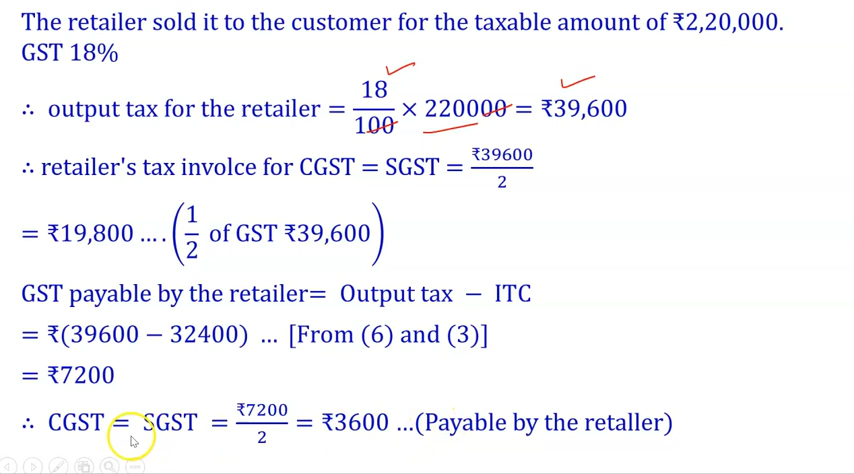 The retailer sold it to the customer for the taxable amount of ₹2,20,000.
GST 18%
∴ output tax for the retailer = 18/100 × 220000 = ₹39,600
∴ retailer's tax involce for CGST = SGST = ₹39600/2
= ₹19,800 .... (1/2 of GST ₹39,600)
GST payable by the retailer= Output tax − ITC
= ₹(39600 − 32400) ... [From (6) and (3)]
= ₹7200
∴ CGST = SGST = ₹7200/2 = ₹3600 ...(Payable by the retaller)